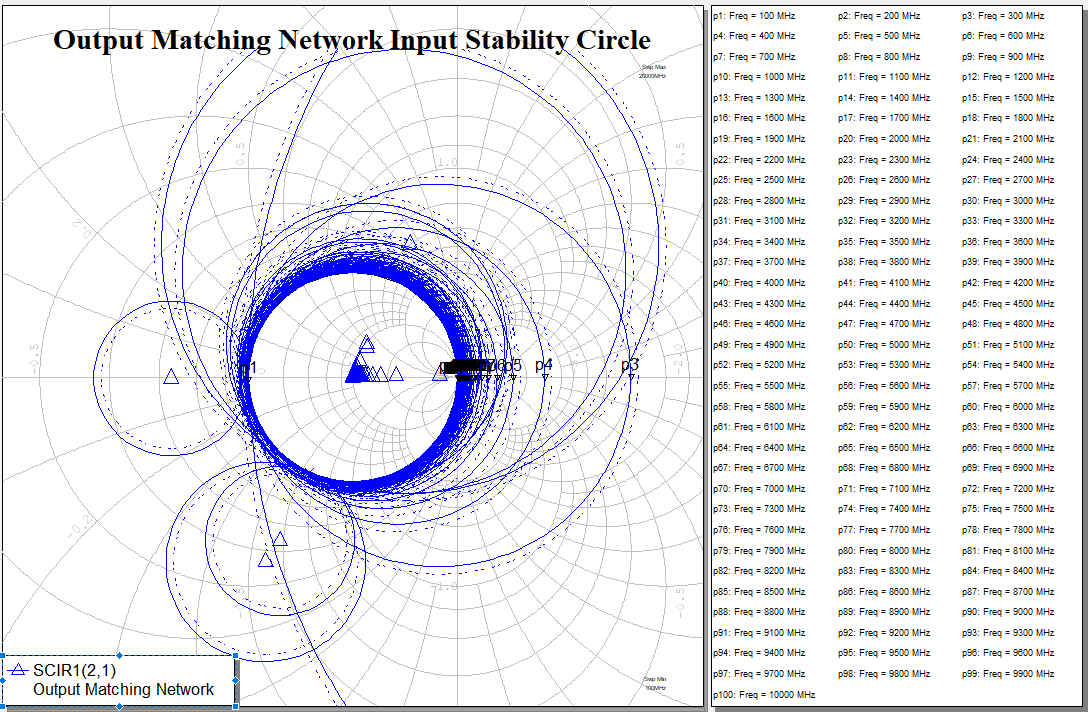 Output Matching Network Input Stability Circle
Swp Max
20000MHz
0.5
0.5
1.0
2.0
-0.5
-2.0
p1
p5
p4
p3
-0.2
-1.0
-0.5
Swp Min
100MHz
SCIR1(2,1)
Output Matching Network
p1: Freq = 100 MHz p2: Freq = 200 MHz p3: Freq = 300 MHz
p4: Freq = 400 MHz p5: Freq = 500 MHz p6: Freq = 600 MHz
p7: Freq = 700 MHz p8: Freq = 800 MHz p9: Freq = 900 MHz
p10: Freq = 1000 MHz p11: Freq = 1100 MHz p12: Freq = 1200 MHz
p13: Freq = 1300 MHz p14: Freq = 1400 MHz p15: Freq = 1500 MHz
p16: Freq = 1600 MHz p17: Freq = 1700 MHz p18: Freq = 1800 MHz
p19: Freq = 1900 MHz p20: Freq = 2000 MHz p21: Freq = 2100 MHz
p22: Freq = 2200 MHz p23: Freq = 2300 MHz p24: Freq = 2400 MHz
p25: Freq = 2500 MHz p26: Freq = 2600 MHz p27: Freq = 2700 MHz
p28: Freq = 2800 MHz p29: Freq = 2900 MHz p30: Freq = 3000 MHz
p31: Freq = 3100 MHz p32: Freq = 3200 MHz p33: Freq = 3300 MHz
p34: Freq = 3400 MHz p35: Freq = 3500 MHz p36: Freq = 3600 MHz
p37: Freq = 3700 MHz p38: Freq = 3800 MHz p39: Freq = 3900 MHz
p40: Freq = 4000 MHz p41: Freq = 4100 MHz p42: Freq = 4200 MHz
p43: Freq = 4300 MHz p44: Freq = 4400 MHz p45: Freq = 4500 MHz
p46: Freq = 4600 MHz p47: Freq = 4700 MHz p48: Freq = 4800 MHz
p49: Freq = 4900 MHz p50: Freq = 5000 MHz p51: Freq = 5100 MHz
p52: Freq = 5200 MHz p53: Freq = 5300 MHz p54: Freq = 5400 MHz
p55: Freq = 5500 MHz p56: Freq = 5600 MHz p57: Freq = 5700 MHz
p58: Freq = 5800 MHz p59: Freq = 5900 MHz p60: Freq = 6000 MHz
p61: Freq = 6100 MHz p62: Freq = 6200 MHz p63: Freq = 6300 MHz
p64: Freq = 6400 MHz p65: Freq = 6500 MHz p66: Freq = 6600 MHz
p67: Freq = 6700 MHz p68: Freq = 6800 MHz p69: Freq = 6900 MHz
p70: Freq = 7000 MHz p71: Freq = 7100 MHz p72: Freq = 7200 MHz
p73: Freq = 7300 MHz p74: Freq = 7400 MHz p75: Freq = 7500 MHz
p76: Freq = 7600 MHz p77: Freq = 7700 MHz p78: Freq = 7800 MHz
p79: Freq = 7900 MHz p80: Freq = 8000 MHz p81: Freq = 8100 MHz
p82: Freq = 8200 MHz p83: Freq = 8300 MHz p84: Freq = 8400 MHz
p85: Freq = 8500 MHz p86: Freq = 8600 MHz p87: Freq = 8700 MHz
p88: Freq = 8800 MHz p89: Freq = 8900 MHz p90: Freq = 9000 MHz
p91: Freq = 9100 MHz p92: Freq = 9200 MHz p93: Freq = 9300 MHz
p94: Freq = 9400 MHz p95: Freq = 9500 MHz p96: Freq = 9600 MHz
p97: Freq = 9700 MHz p98: Freq = 9800 MHz p99: Freq = 9900 MHz
p100: Freq = 10000 MHz